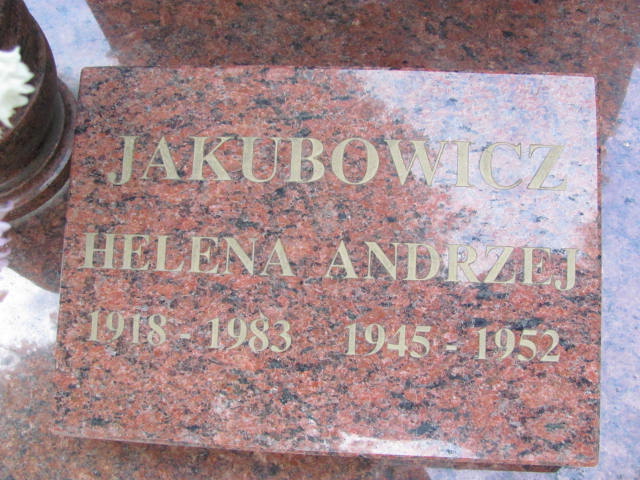 JAKUBOWICZ
HELENA ANDRZEJ
1918 - 1983 1945 - 1952